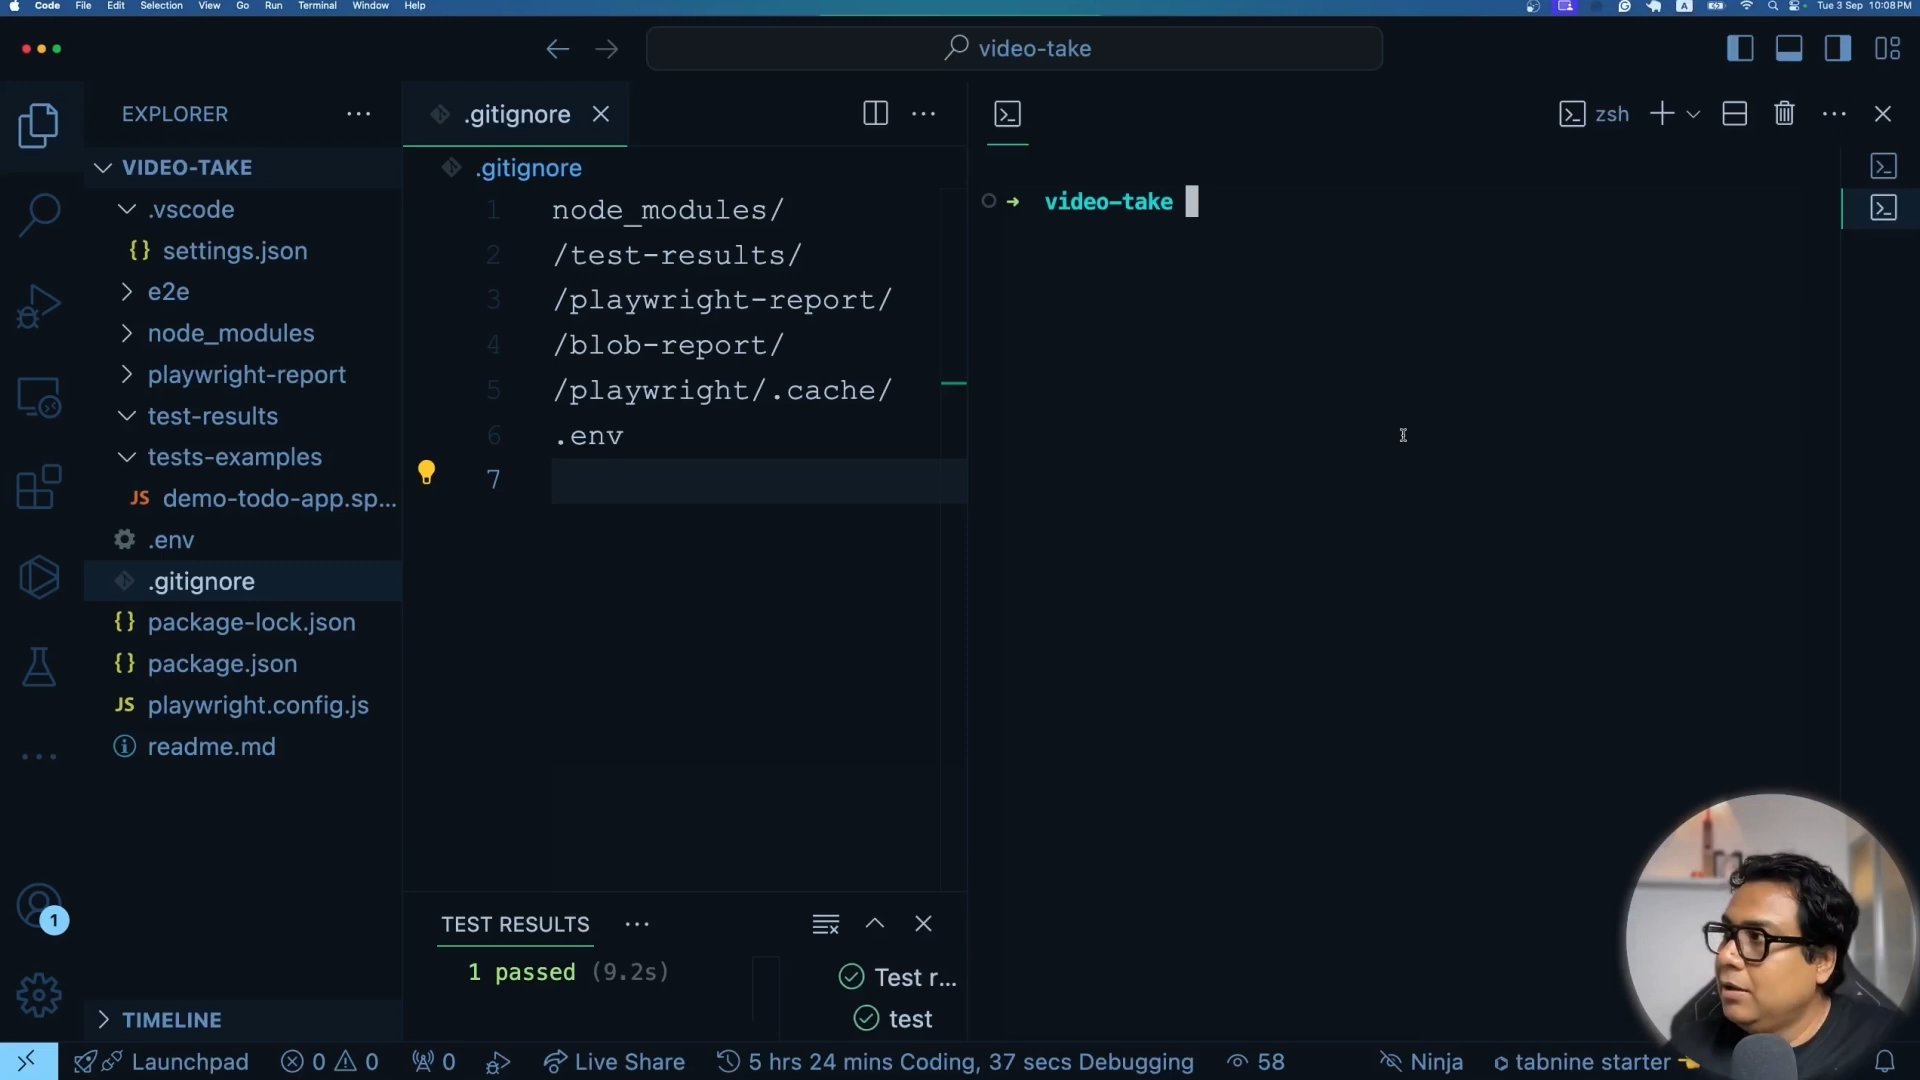 Code File Edit Selection View Go Run Terminal Window Help
A
Tue 3 Sep 10:08 PM
video-take
EXPLORER
VIDEO-TAKE
.vscode
{} settings.json
e2e
node_modules
playwright-report
test-results
tests-examples
JS demo-todo-app.sp...
.env
.gitignore
{} package-lock.json
{} package.json
JS playwright.config.js
readme.md
TIMELINE
.gitignore
.gitignore
1 node_modules/
2 /test-results/
3 /playwright-report/
4 /blob-report/
5 /playwright/.cache/
6 .env
7
TEST RESULTS
1 passed (9.2s)
Test r...
test
zsh
video-take
1
Launchpad 0 0 0 Live Share 5 hrs 24 mins Coding, 37 secs Debugging 58 Ninja tabnine starter